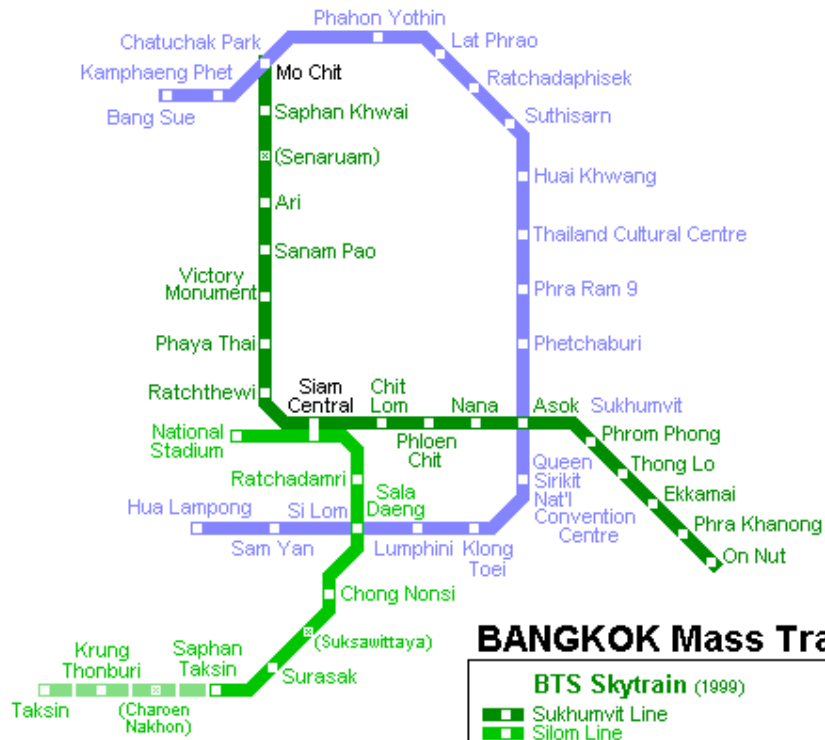 Phahon Yothin
Chatuchak Park
Lat Phrao
Kamphaeng Phet
Mo Chit
Ratchadaphisek
Bang Sue
Saphan Khwai
Suthisarn
(Senaruam)
Huai Khwang
Ari
Thailand Cultural Centre
Sanam Pao
Victory
Monument
Phra Ram 9
Phaya Thai
Phetchaburi
Ratchthewi
Siam
Central
Chit
Lom
Nana
Asok
Sukhumvit
National
Stadium
Phloen
Chit
Phrom Phong
Thong Lo
Ratchadamri
Queen
Sirikit
Nat'l
Convention
Centre
Ekkamai
Sala
Daeng
Hua Lampong
Si Lom
Phra Khanong
Sam Yan
Lumphini
Klong
Toei
On Nut
Chong Nonsi
(Suksawittaya)
BANGKOK Mass Tra
Krung
Thonburi
Saphan
Taksin
Surasak
Taksin
(Charoen
Nakhon)
BTS Skytrain (1999)
Sukhumvit Line
Silom Line